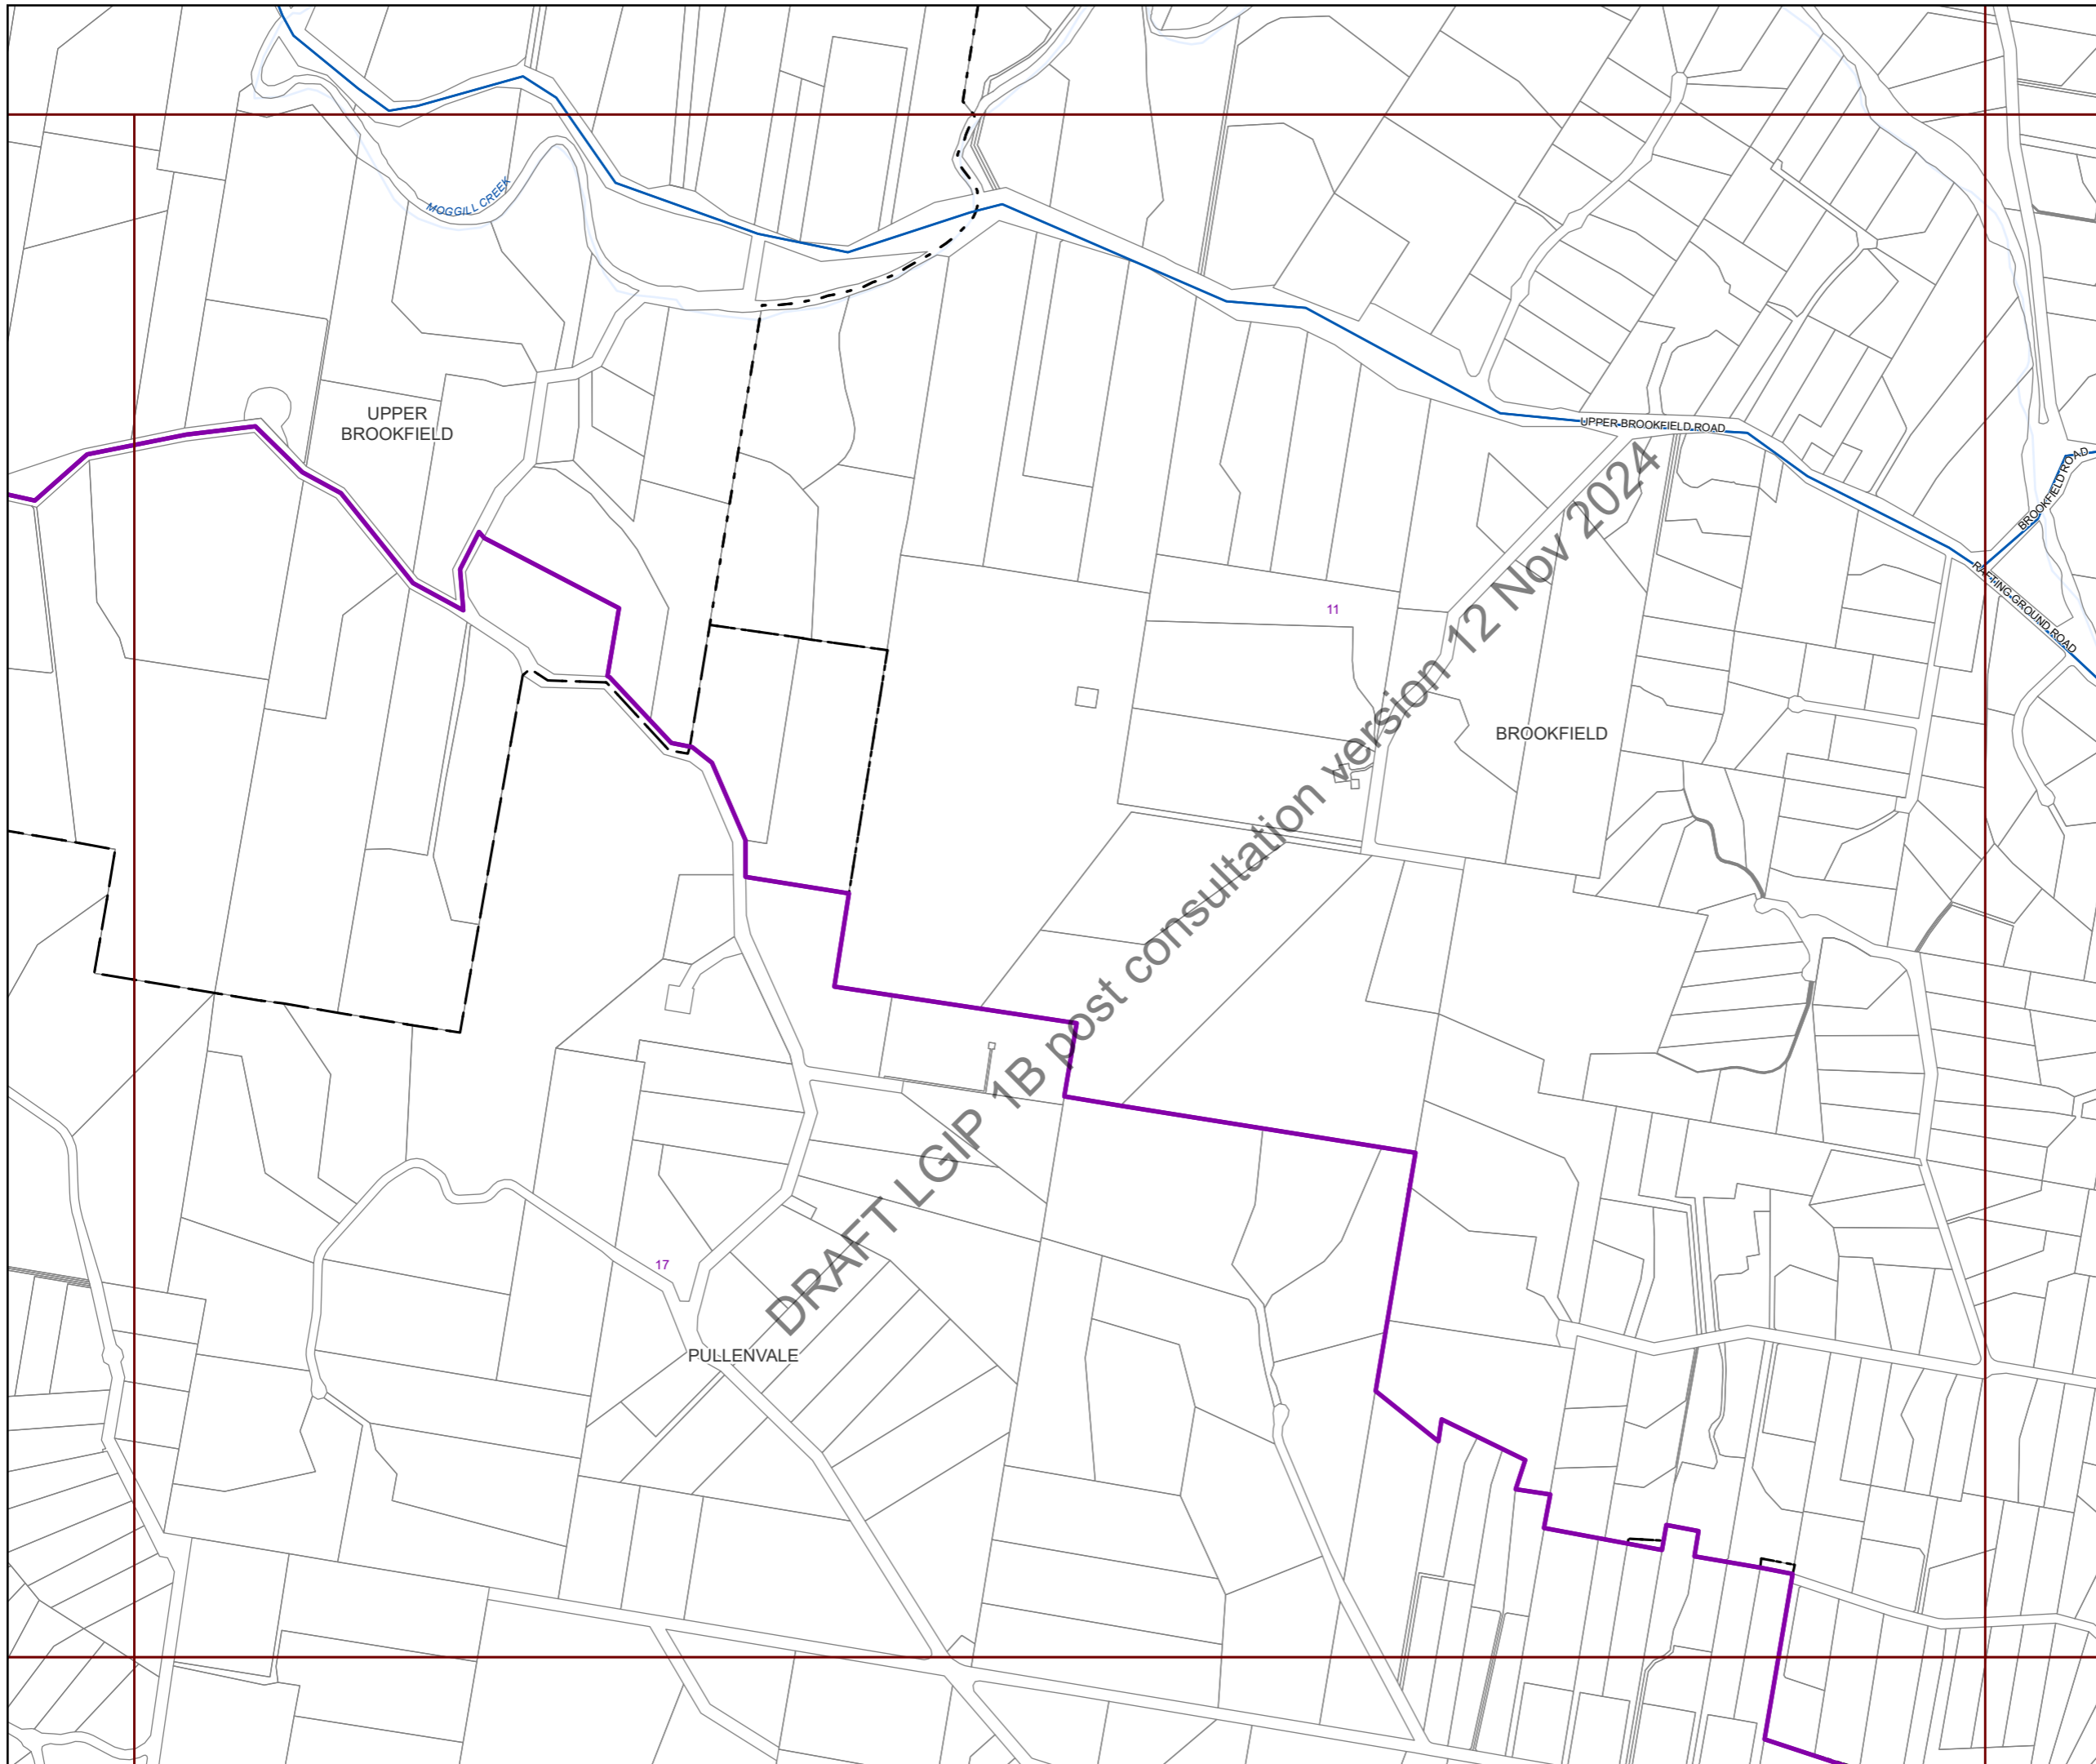 MOGGILL CREEK
UPPER
BROOKFIELD
UPPER BROOKFIELD ROAD
BROOKFIELD ROAD
RAFTING GROUND ROAD
11
BROOKFIELD
DRAFT LGIP 1B post consultation version 12 Nov 2024
17
PULLENVALE